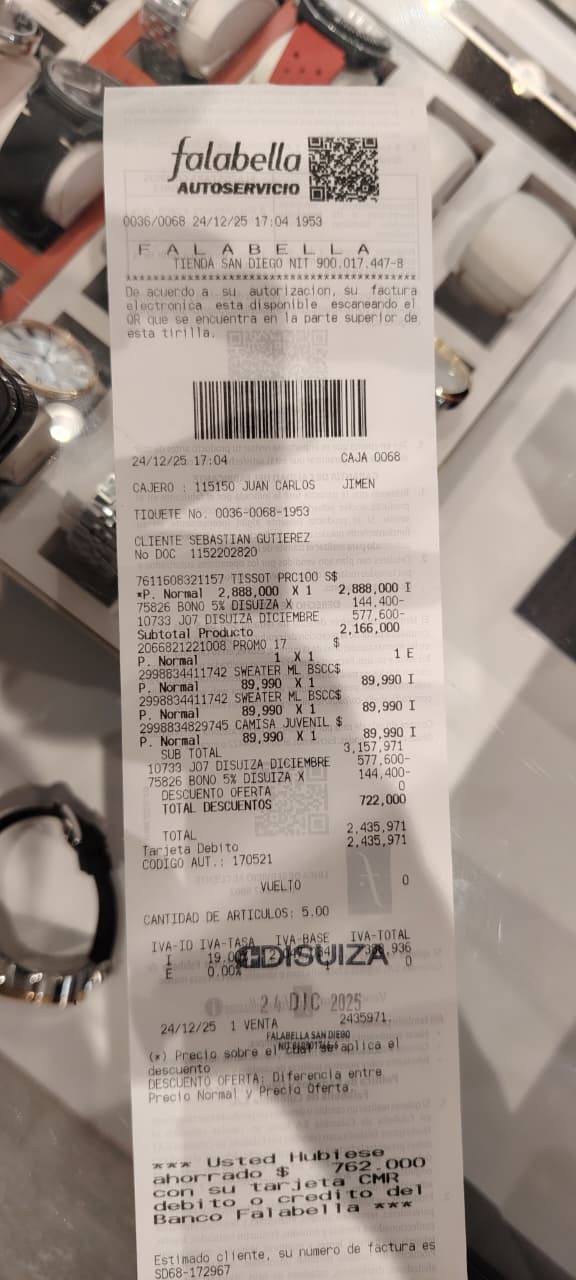 falabella
AUTOSERVICIO
0036/0068 24/12/25 17:04 1953
F A L A B E L L A
TIENDA SAN DIEGO NIT 900.017.447-8
De acuerdo a su autorizacion, su factura
electronica esta disponible escaneando el
QR que se encuentra en la parte superior de
esta tirilla.
24/12/25 17:04 CAJA 0068
CAJERO : 115150 JUAN CARLOS JIMEN
TIQUETE No. 0036-0068-1953
CLIENTE SEBASTIAN GUTIEREZ
No DOC 1152202820
7611608321157 TISSOT PRC100 S$
*P. Normal 2,888,000 X 1 2,888,000 I
75826 BONO 5% DISUIZA X 144,400-
10733 J07 DISUIZA DICIEMBRE 577,600-
Subtotal Producto 2,166,000
2066821221008 PROMO 17 $
P. Normal 1 X 1 1 E
2998834411742 SWEATER ML BSCC$
P. Normal 89,990 X 1 89,990 I
2998834411742 SWEATER ML BSCC$
P. Normal 89,990 X 1 89,990 I
2998834829745 CAMISA JUVENIL $
P. Normal 89,990 X 1 89,990 I
SUB TOTAL 3,157,971
10733 J07 DISUIZA DICIEMBRE 577,600-
75826 BONO 5% DISUIZA X 144,400-
DESCUENTO OFERTA 0
TOTAL DESCUENTOS 722,000
TOTAL 2,435,971
Tarjeta Debito 2,435,971
CODIGO AUT.: 170521
VUELTO 0
CANTIDAD DE ARTICULOS: 5.00
IVA-ID IVA-TASA IVA-BASE IVA-TOTAL
I 19.00%
E 0.00% 0
DISUIZA
24 DIC 2025
24/12/25 1 VENTA 2435971.
FALABELLA SAN DIEGO
(*) Precio sobre el cual se aplica el
descuento
DESCUENTO OFERTA: Diferencia entre
Precio Normal y Precio Oferta.
*** Usted Hubiese
ahorrado $ 762.000
con su tarjeta CMR
debito o credito del
Banco Falabella ***
Estimado cliente, su número de factura es
SD68-172967